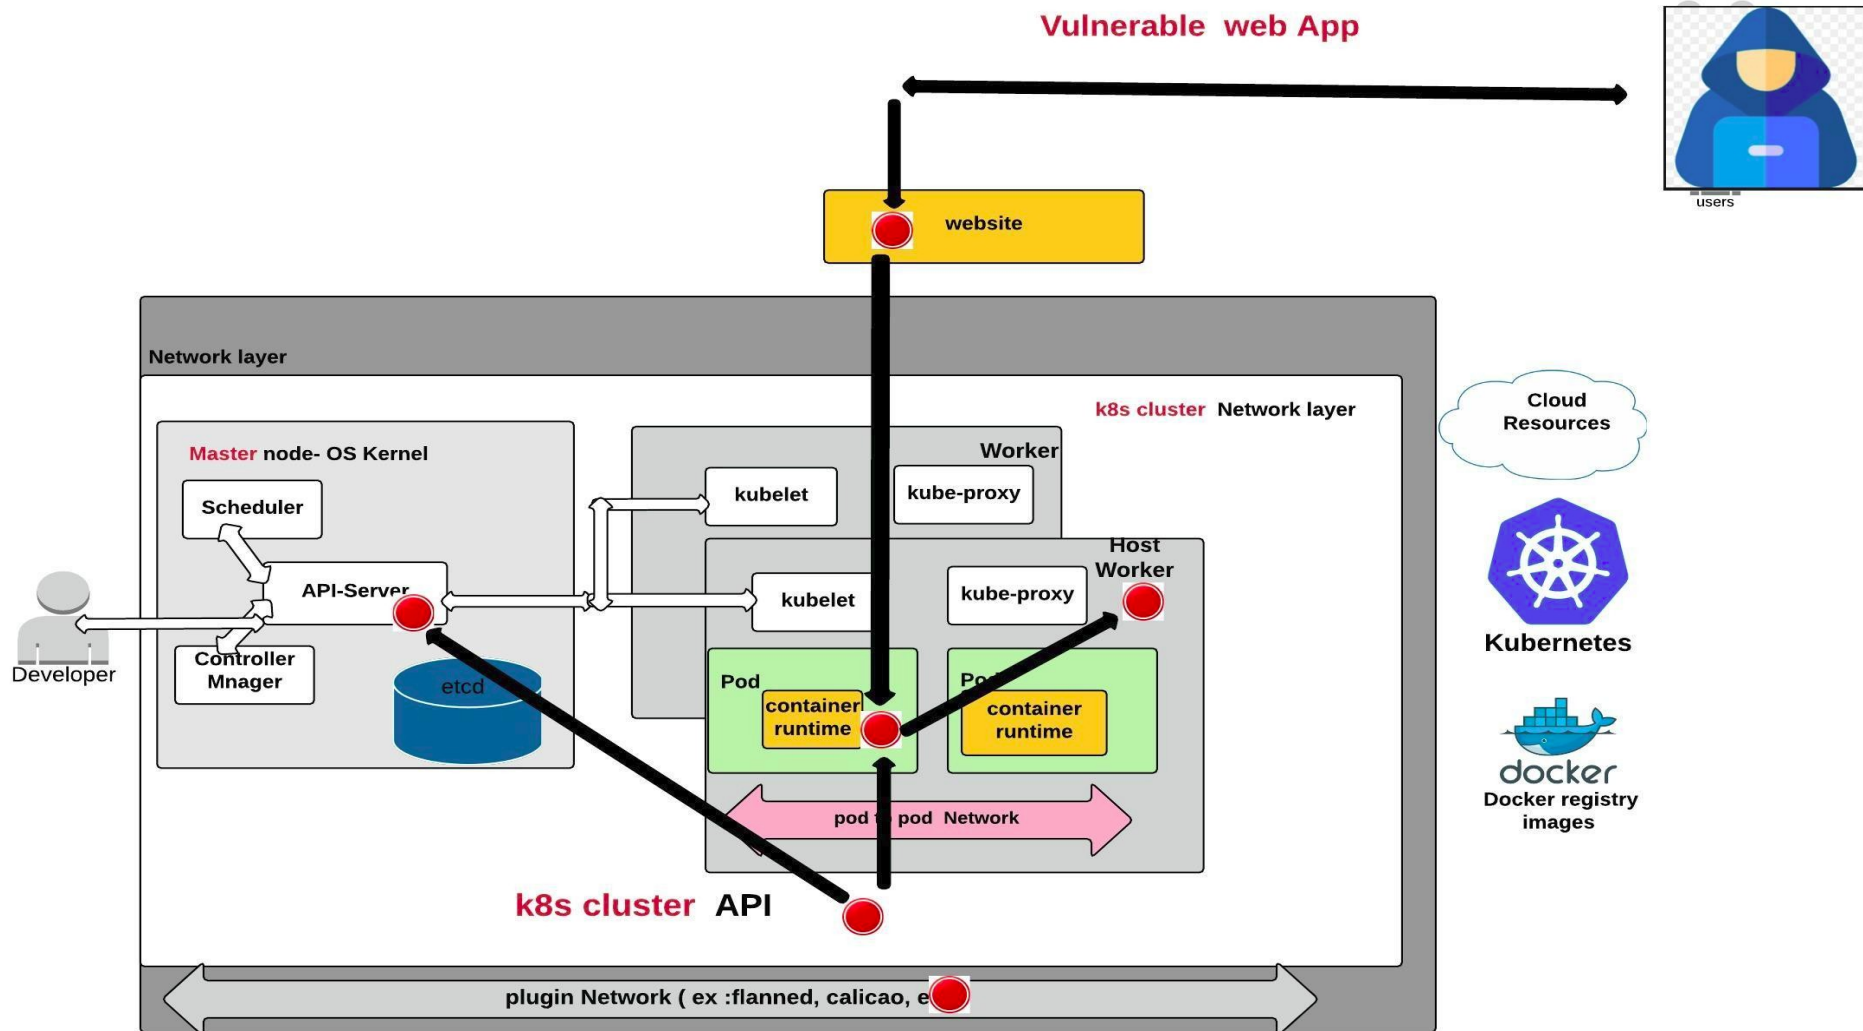 Vulnerable web App
users
website
Network layer
k8s cluster Network layer
Cloud
Resources
Master node- OS Kernel
Worker
Scheduler
kubelet
kube-proxy
Host
Worker
API-Server
kubelet
kube-proxy
Developer
Controller
Mnager
etcd
Pod
container
runtime
container
runtime
Kubernetes
docker
Docker registry
images
pod pod Network
k8s cluster API
plugin Network ( ex :flanned, calicao,